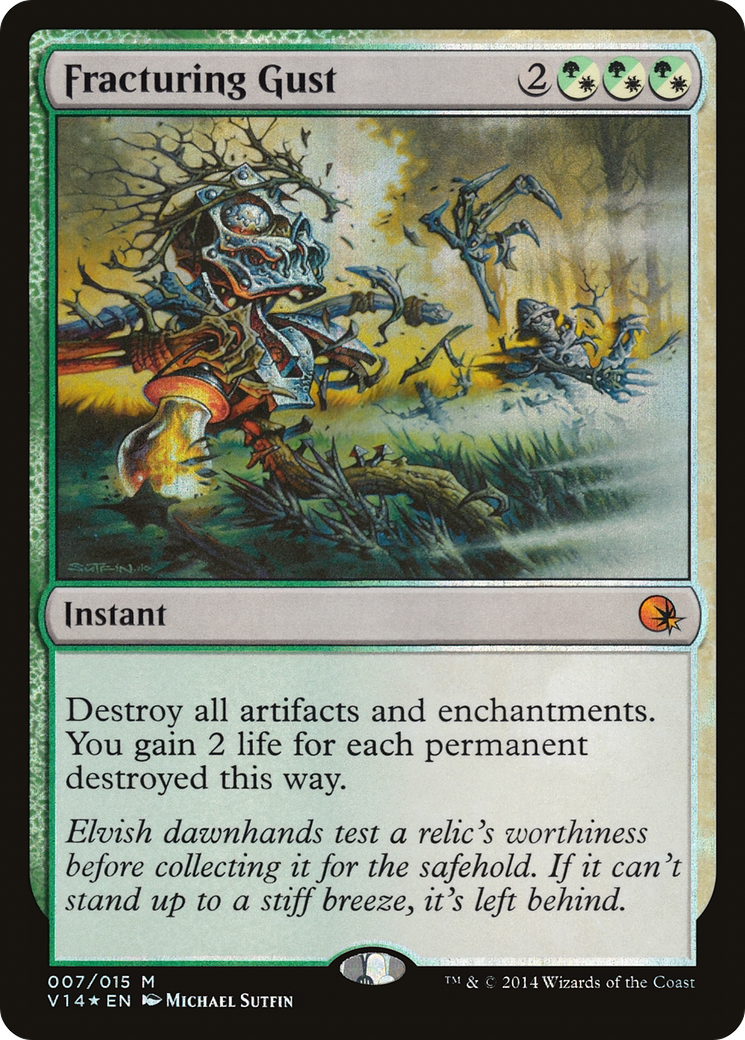 Fracturing Gust 2
Instant
Destroy all artifacts and enchantments.
You gain 2 life for each permanent
destroyed this way.
Elvish dawnhands test a relic's worthiness
before collecting it for the safehold. If it can't
stand up to a stiff breeze, it's left behind.
007/015 M
V14★EN Michael Sutfin
™ & © 2014 Wizards of the Coast